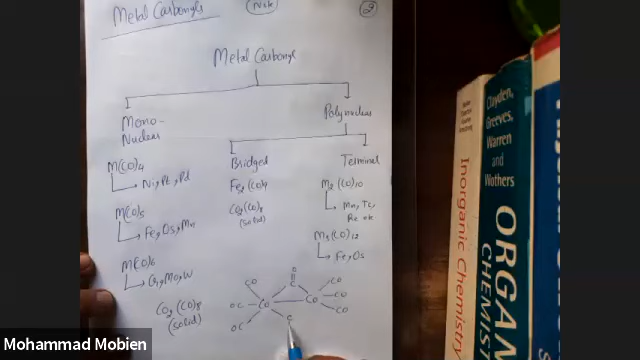 Metal Carbonyls
Metal Carbonyl
Mono-
Nuclear
Polynuclear
M(CO)4
Ni, Pt, Pd
Bridged
Fe2(CO)9
Co2(CO)8
(solid)
Terminal
M2(CO)10
Mn, Tc,
Re
M(CO)5
Fe, Os, Mn
M3(CO)12
Fe, Os
M(CO)6
Cr, Mo, W
Co2(CO)8
(solid)
CO
OC
OC
Co
O
C
C
Co
CO
CO
CO
Inorganic Chemistry
Clayden,
Greeves,
Warren
and
Wothers
ORGANIC
CHEMISTRY
Mohammad Mobien